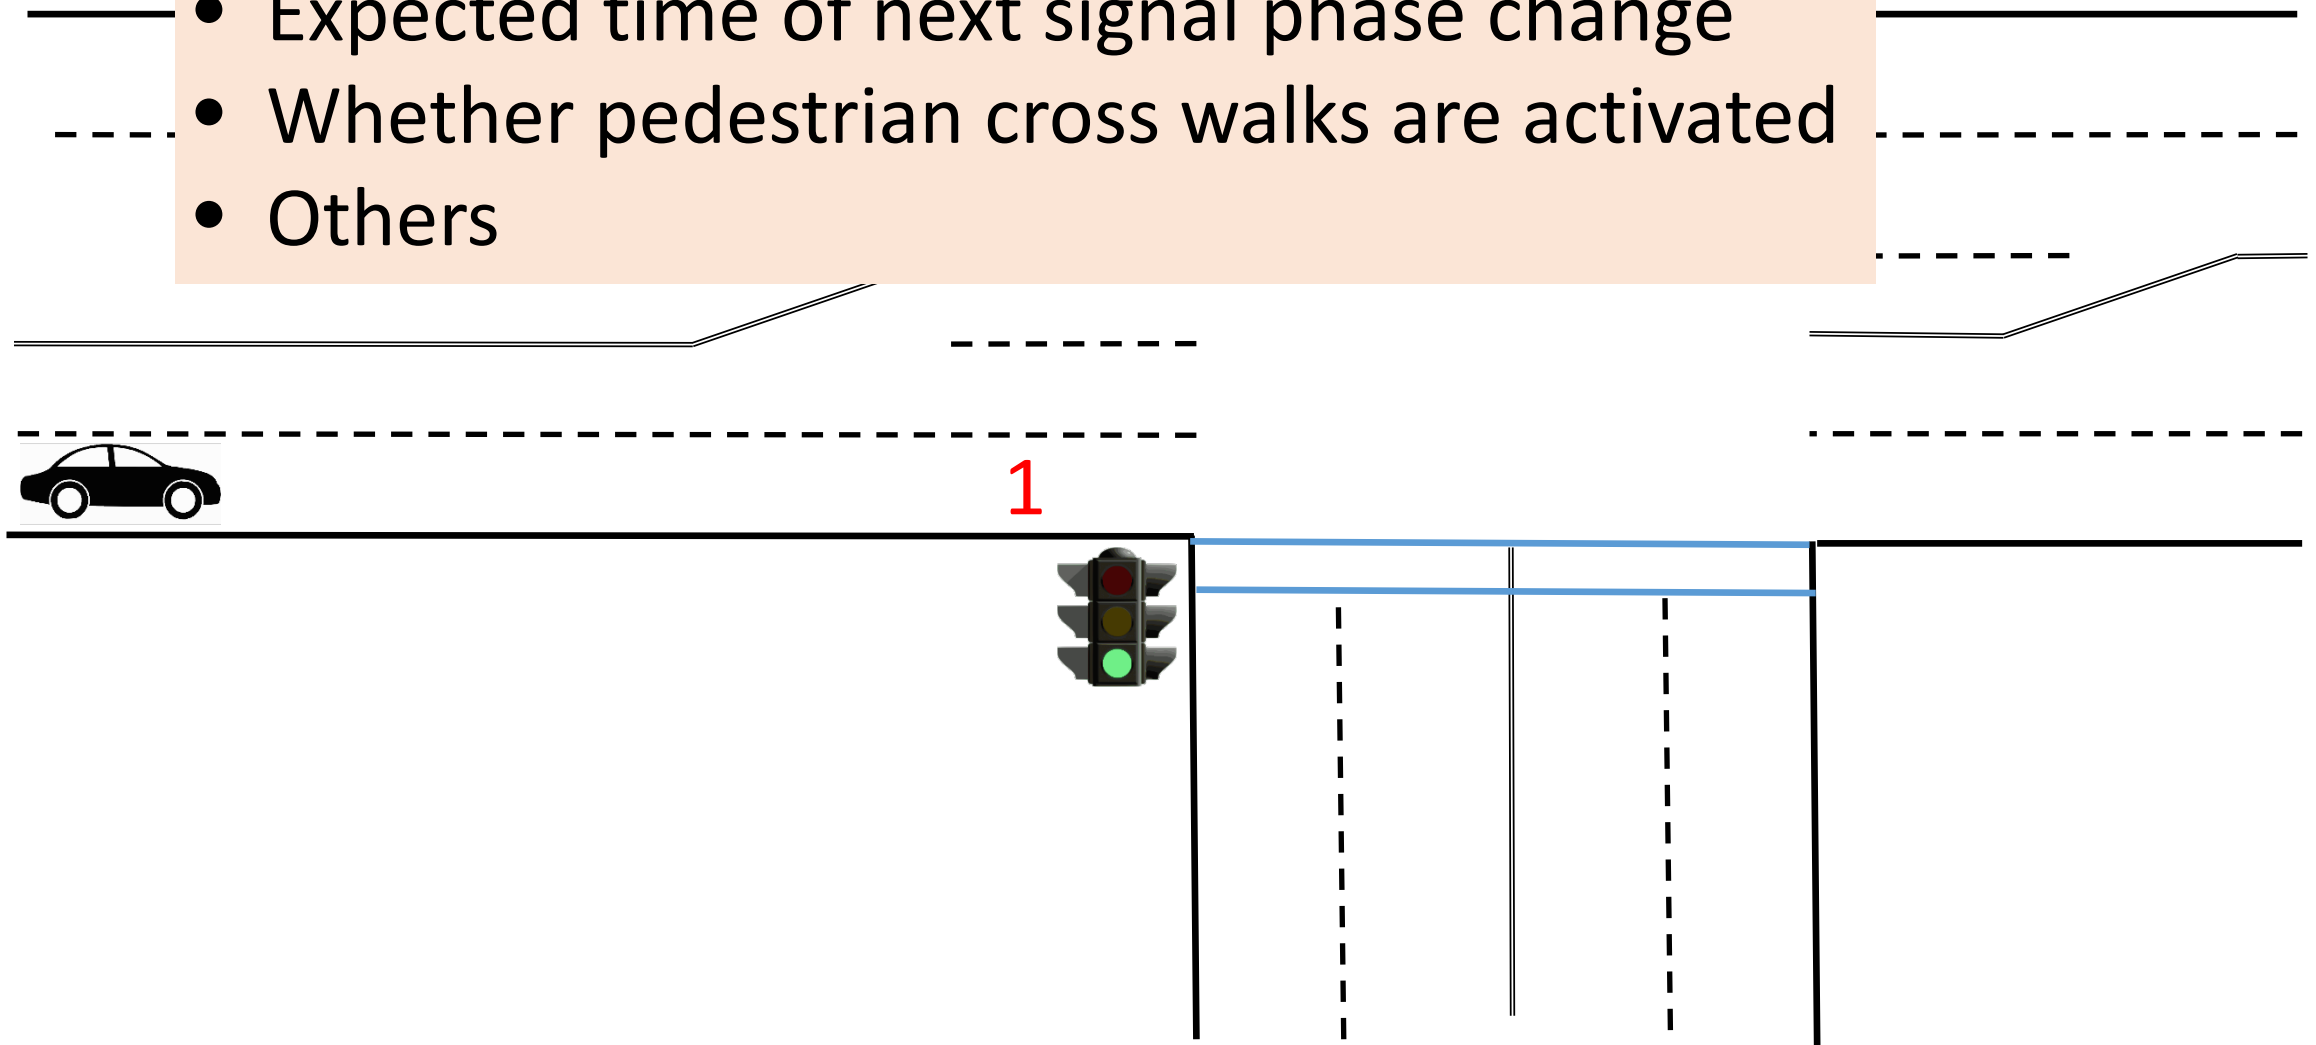 • Expected time of next signal phase change
• Whether pedestrian cross walks are activated
• Others
1